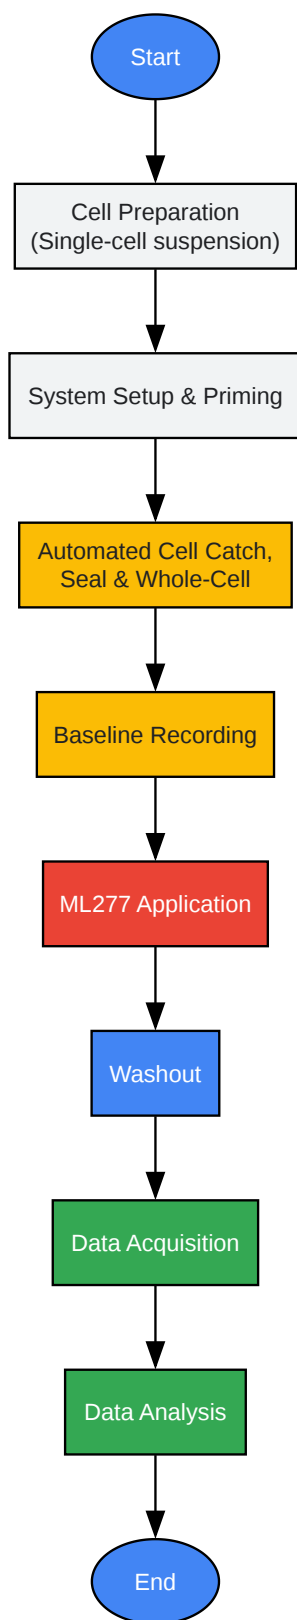 Start
Cell Preparation
(Single-cell suspension)
System Setup & Priming
Automated Cell Catch,
Seal & Whole-Cell
Baseline Recording
ML277 Application
Washout
Data Acquisition
Data Analysis
End